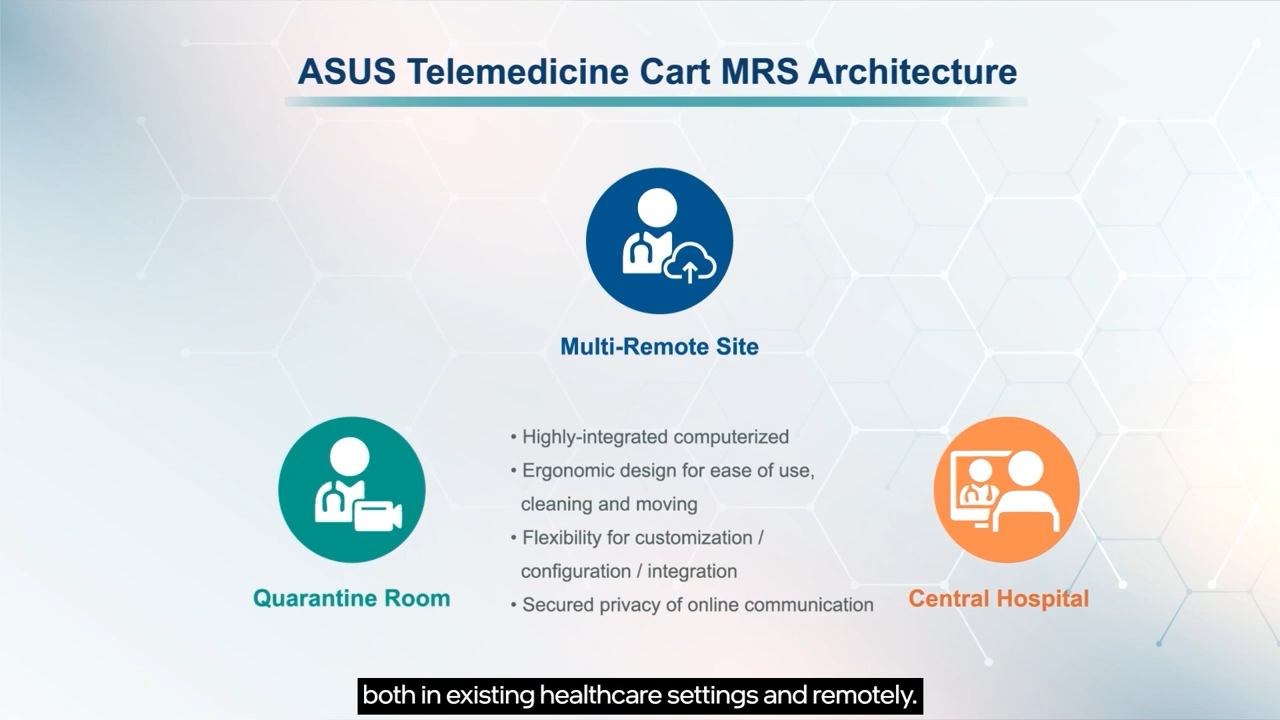 ASUS Telemedicine Cart MRS Architecture
Multi-Remote Site
Quarantine Room
• Highly-integrated computerized
• Ergonomic design for ease of use,
cleaning and moving
• Flexibility for customization /
configuration / integration
• Secured privacy of online communication
Central Hospital
both in existing healthcare settings and remotely.